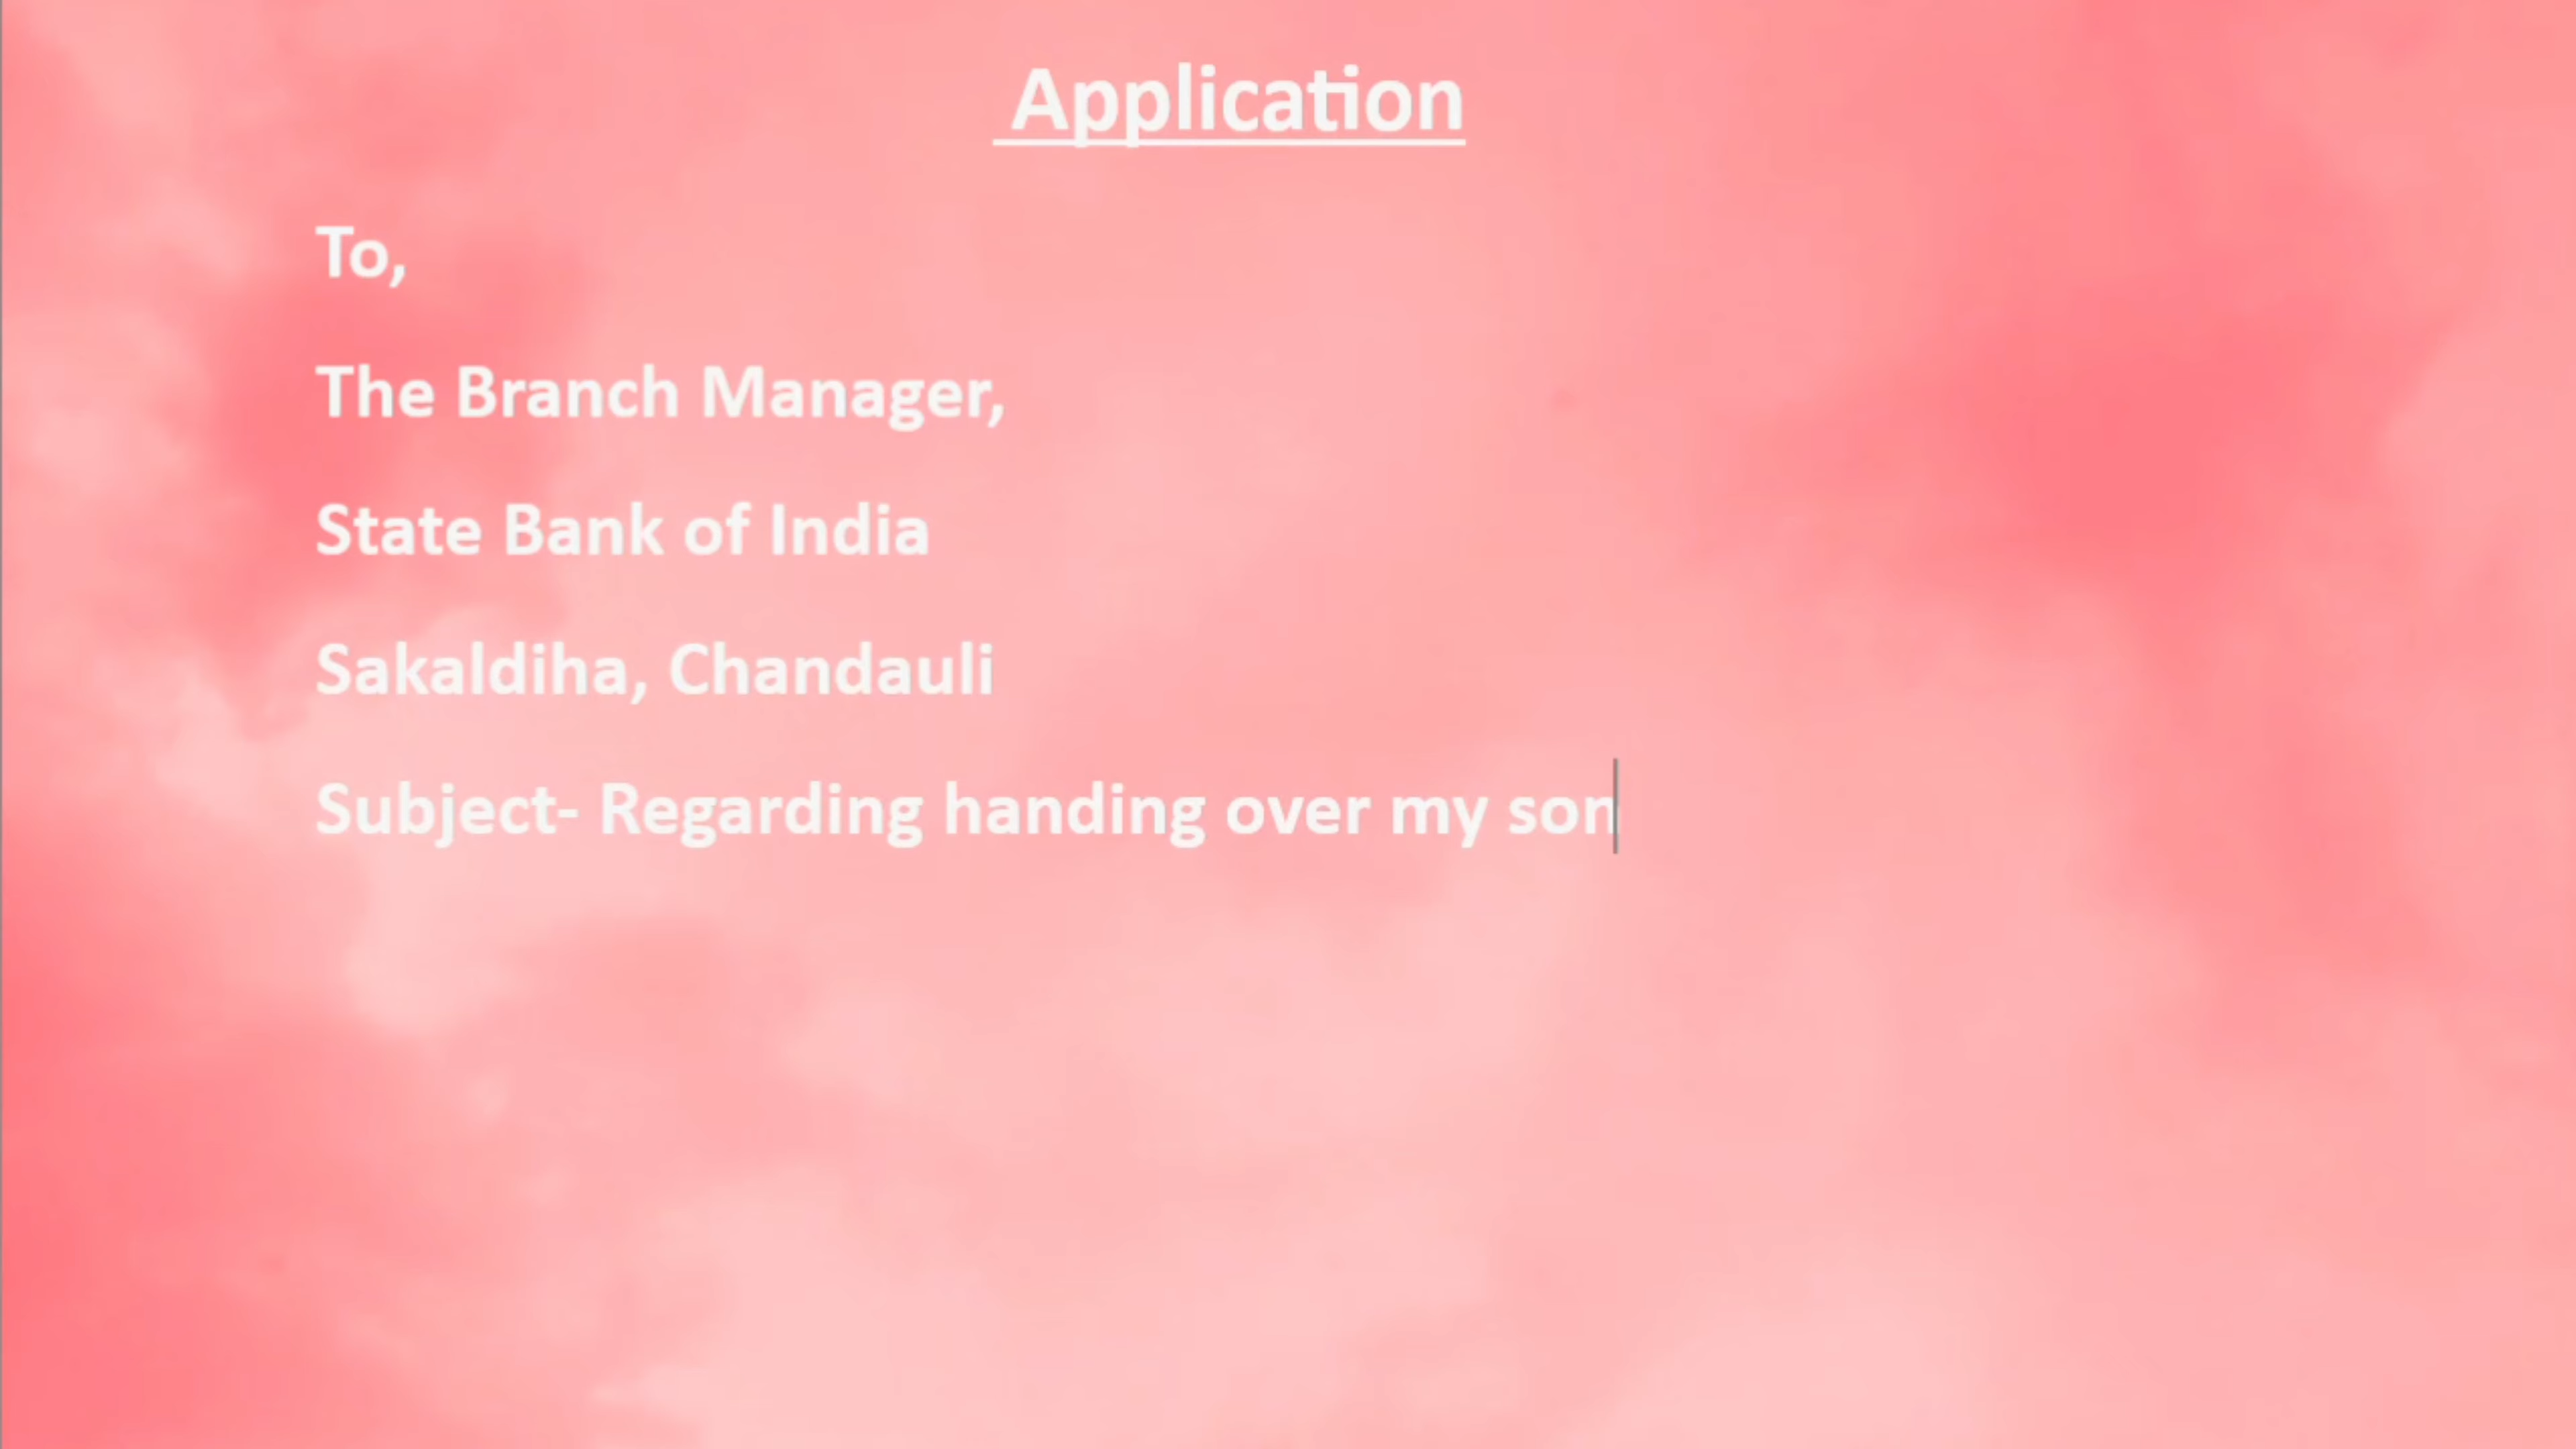 Application
To,
The Branch Manager,
State Bank of India
Sakaldiha, Chandauli
Subject- Regarding handing over my son